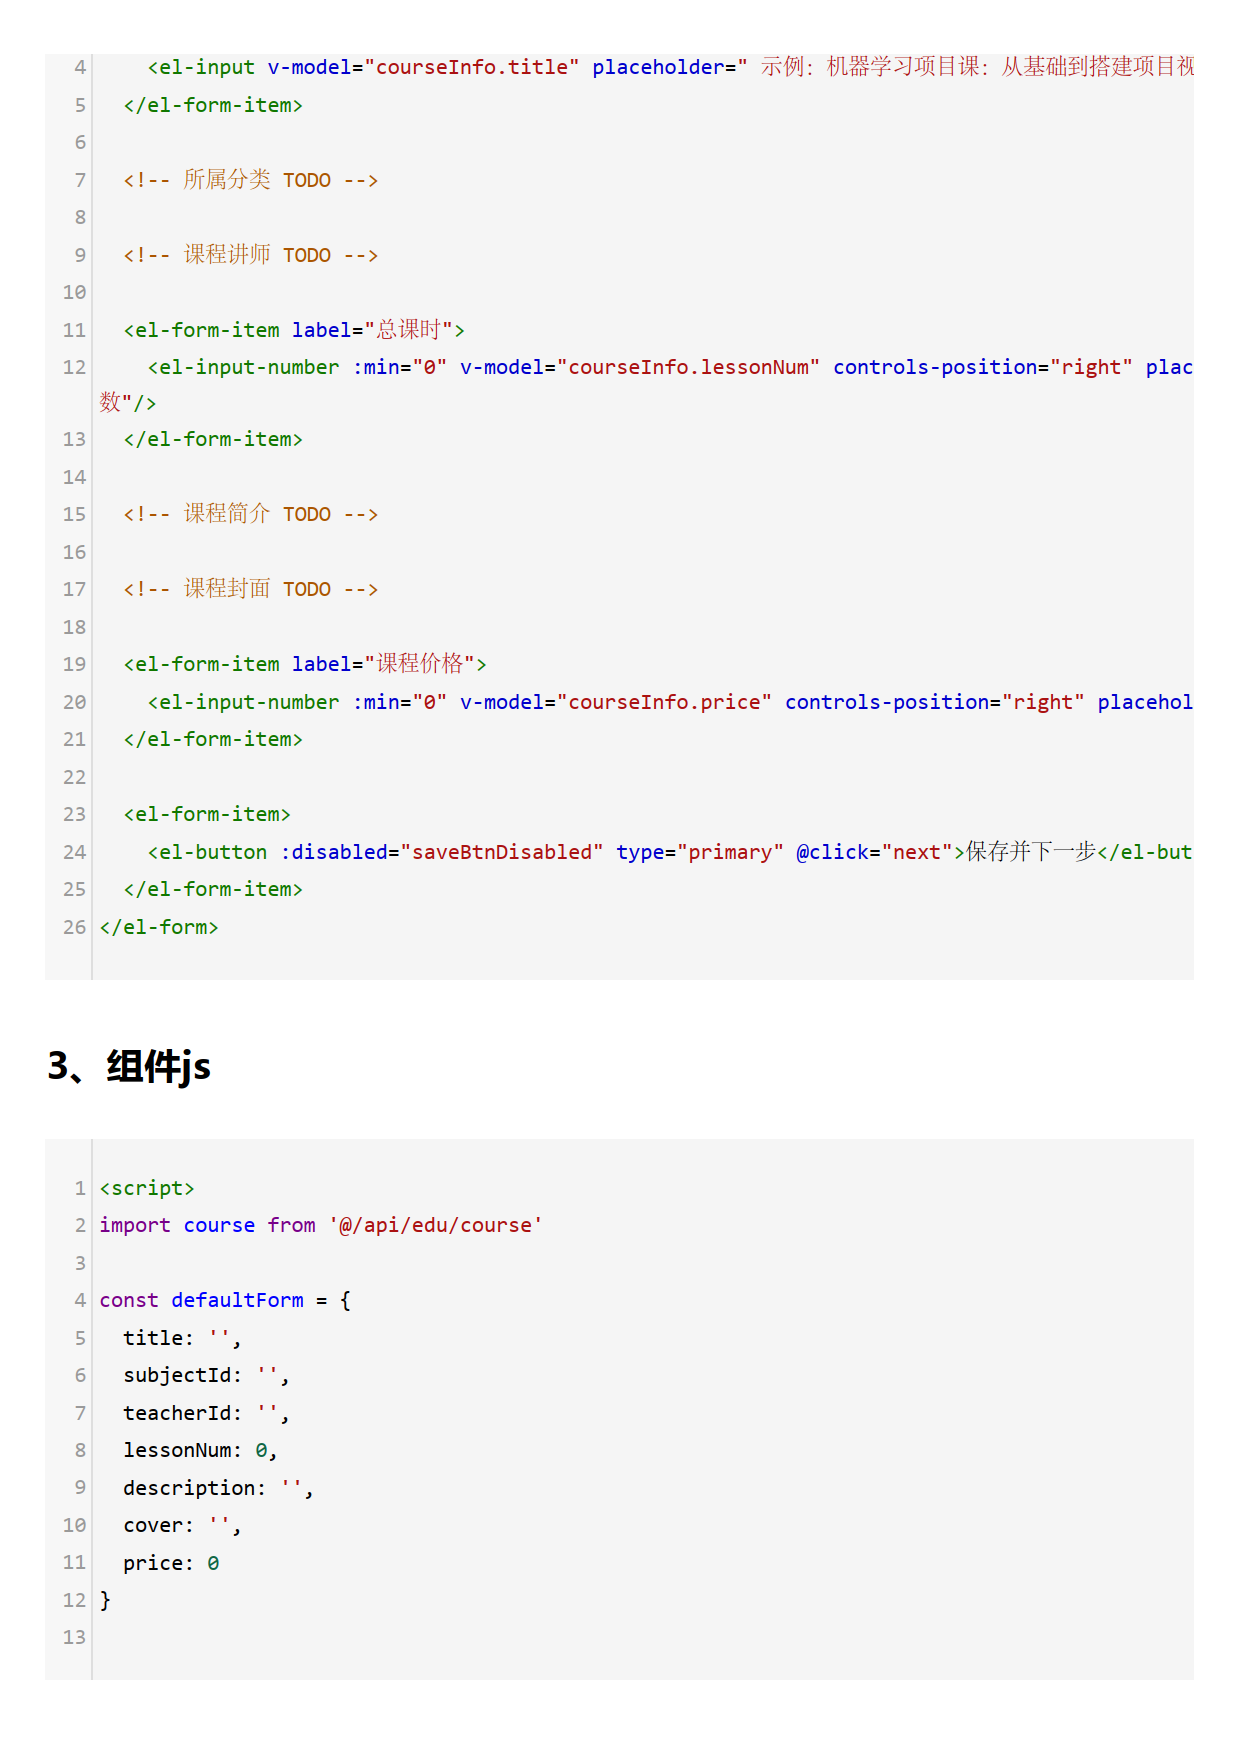 4     <el-input v-model="courseInfo.title" placeholder=" 示例：机器学习项目课：从基础到搭建项目视
5   </el-form-item>
6
7   <!-- 所属分类 TODO -->
8
9   <!-- 课程讲师 TODO -->
10
11   <el-form-item label="总课时">
12     <el-input-number :min="0" v-model="courseInfo.lessonNum" controls-position="right" plac
数"/>
13   </el-form-item>
14
15   <!-- 课程简介 TODO -->
16
17   <!-- 课程封面 TODO -->
18
19   <el-form-item label="课程价格">
20     <el-input-number :min="0" v-model="courseInfo.price" controls-position="right" placehol
21   </el-form-item>
22
23   <el-form-item>
24     <el-button :disabled="saveBtnDisabled" type="primary" @click="next">保存并下一步</el-but
25   </el-form-item>
26 </el-form>
3、组件js
1 <script>
2 import course from '@/api/edu/course'
3
4 const defaultForm = {
5   title: '',
6   subjectId: '',
7   teacherId: '',
8   lessonNum: 0,
9   description: '',
10   cover: '',
11   price: 0
12 }
13